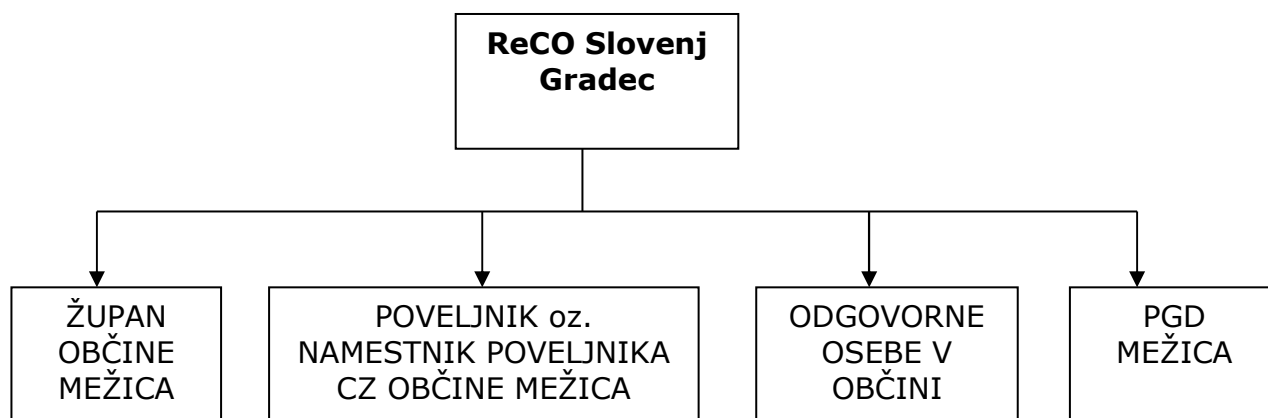 ReCO Slovenj
Gradec
ŽUPAN
OBČINE
MEŽICA
POVELJNIK oz.
NAMESTNIK POVELJNIKA
CZ OBČINE MEŽICA
ODGOVORNE
OSEBE V
OBČINI
PGD
MEŽICA